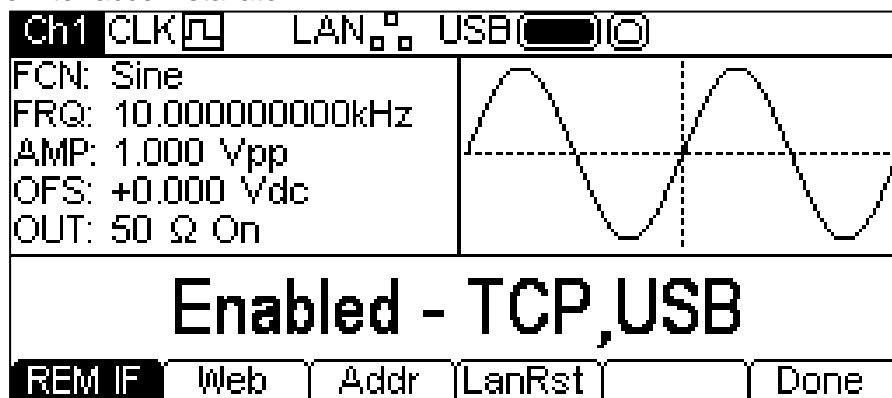 Ch1 CLK LAN USB
FCN: Sine
FRQ: 10.000000000kHz
AMP: 1.000 Vpp
OFS: +0.000 Vdc
OUT: 50 Ω On
Enabled - TCP,USB
REM IF Web Addr LanRst Done